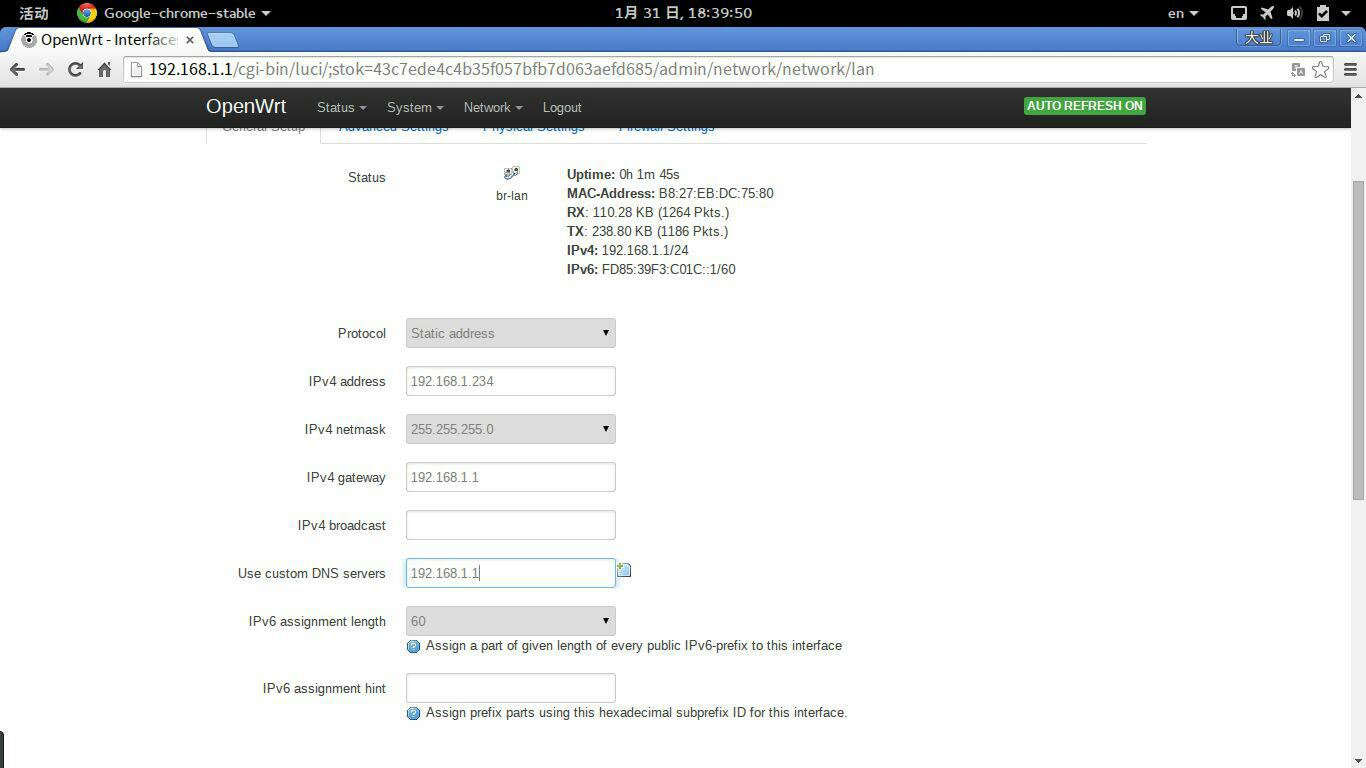 活动 Google-chrome-stable 1月 31 日, 18:39:50 en
OpenWrt - Interfaces × 大业
192.168.1.1/cgi-bin/luci/;stok=43c7ede4c4b35f057bfb7d063aefd685/admin/network/network/lan
OpenWrt Status System Network Logout AUTO REFRESH ON
General Setup Advanced Settings Physical Settings Firewall Settings
Status
br-lan
Uptime: 0h 1m 45s
MAC-Address: B8:27:EB:DC:75:80
RX: 110.28 KB (1264 Pkts.)
TX: 238.80 KB (1186 Pkts.)
IPv4: 192.168.1.1/24
IPv6: FD85:39F3:C01C::1/60
Protocol Static address
IPv4 address 192.168.1.234
IPv4 netmask 255.255.255.0
IPv4 gateway 192.168.1.1
IPv4 broadcast
Use custom DNS servers 192.168.1.1
IPv6 assignment length 60
Assign a part of given length of every public IPv6-prefix to this interface
IPv6 assignment hint
Assign prefix parts using this hexadecimal subprefix ID for this interface.